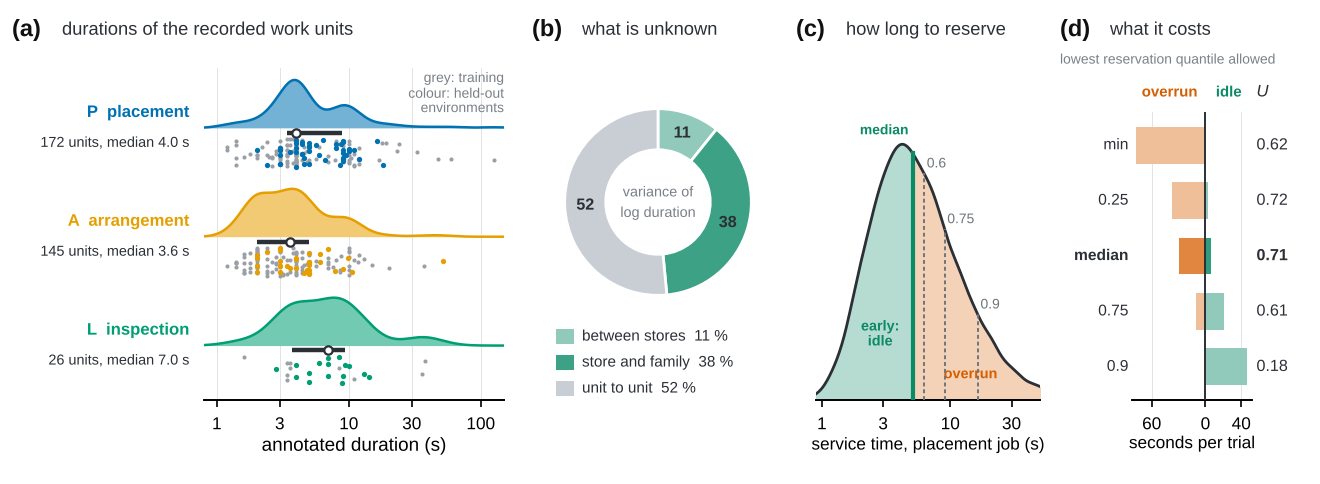 (a) durations of the recorded work units
grey: training
colour: held-out
environments
P placement
172 units, median 4.0 s
A arrangement
145 units, median 3.6 s
L inspection
26 units, median 7.0 s
1 3 10 30 100
annotated duration (s)
(b) what is unknown
11
38
52
variance of
log duration
between stores 11 %
store and family 38 %
unit to unit 52 %
(c) how long to reserve
median
0.6
0.75
0.9
early:
idle
overrun
1 3 10 30
service time, placement job (s)
(d) what it costs
lowest reservation quantile allowed
overrun idle U
min 0.62
0.25 0.72
median 0.71
0.75 0.61
0.9 0.18
60 0 40
seconds per trial